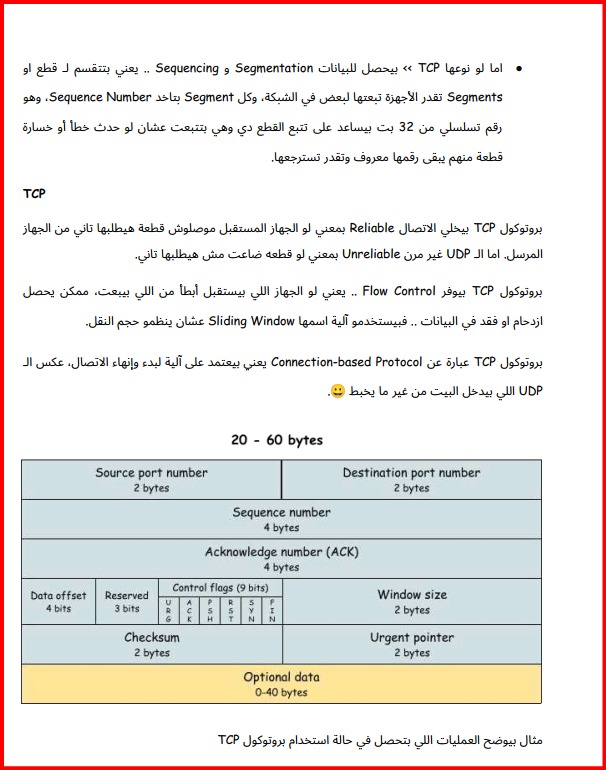 • اما لو نوعها TCP >> بيحصل للبيانات Segmentation و Sequencing .. يعني بتتقسم لـ قطع او
Segments تقدر الأجهزة تبعتها لبعض في الشبكة، وكل Segment بتاخد Sequence Number، وهو
رقم تسلسلي من 32 بت بيساعد على تتبع القطع دي وهي بتتبعت عشان لو حدث خطأ أو خسارة
قطعة منهم يبقى رقمها معروف وتقدر تسترجعها.
TCP
بروتوكول TCP بيخلي الاتصال Reliable بمعني لو الجهاز المستقبل موصلوش قطعة هيطلبها تاني من الجهاز
المرسل. اما الـ UDP غير مرن Unreliable بمعني لو قطعه ضاعت مش هيطلبها تاني.
بروتوكول TCP بيوفر Flow Control .. يعني لو الجهاز اللي بيستقبل أبطأ من اللي بيبعت، ممكن يحصل
ازدحام او فقد في البيانات .. فبيستخدمو آلية اسمها Sliding Window عشان ينظمو حجم النقل.
بروتوكول TCP عبارة عن Connection-based Protocol يعني بيعتمد على آلية لبدء وإنهاء الاتصال، عكس الـ
UDP اللي بيدخل البيت من غير ما يخبط 😀.
20 - 60 bytes
Source port number
2 bytes
Destination port number
2 bytes
Sequence number
4 bytes
Acknowledge number (ACK)
4 bytes
Data offset
4 bits
Reserved
3 bits
Control flags (9 bits)
URG
ACK
PSH
RST
SYN
FIN
Window size
2 bytes
Checksum
2 bytes
Urgent pointer
2 bytes
Optional data
0-40 bytes
مثال بيوضح العمليات اللي بتحصل في حالة استخدام بروتوكول TCP